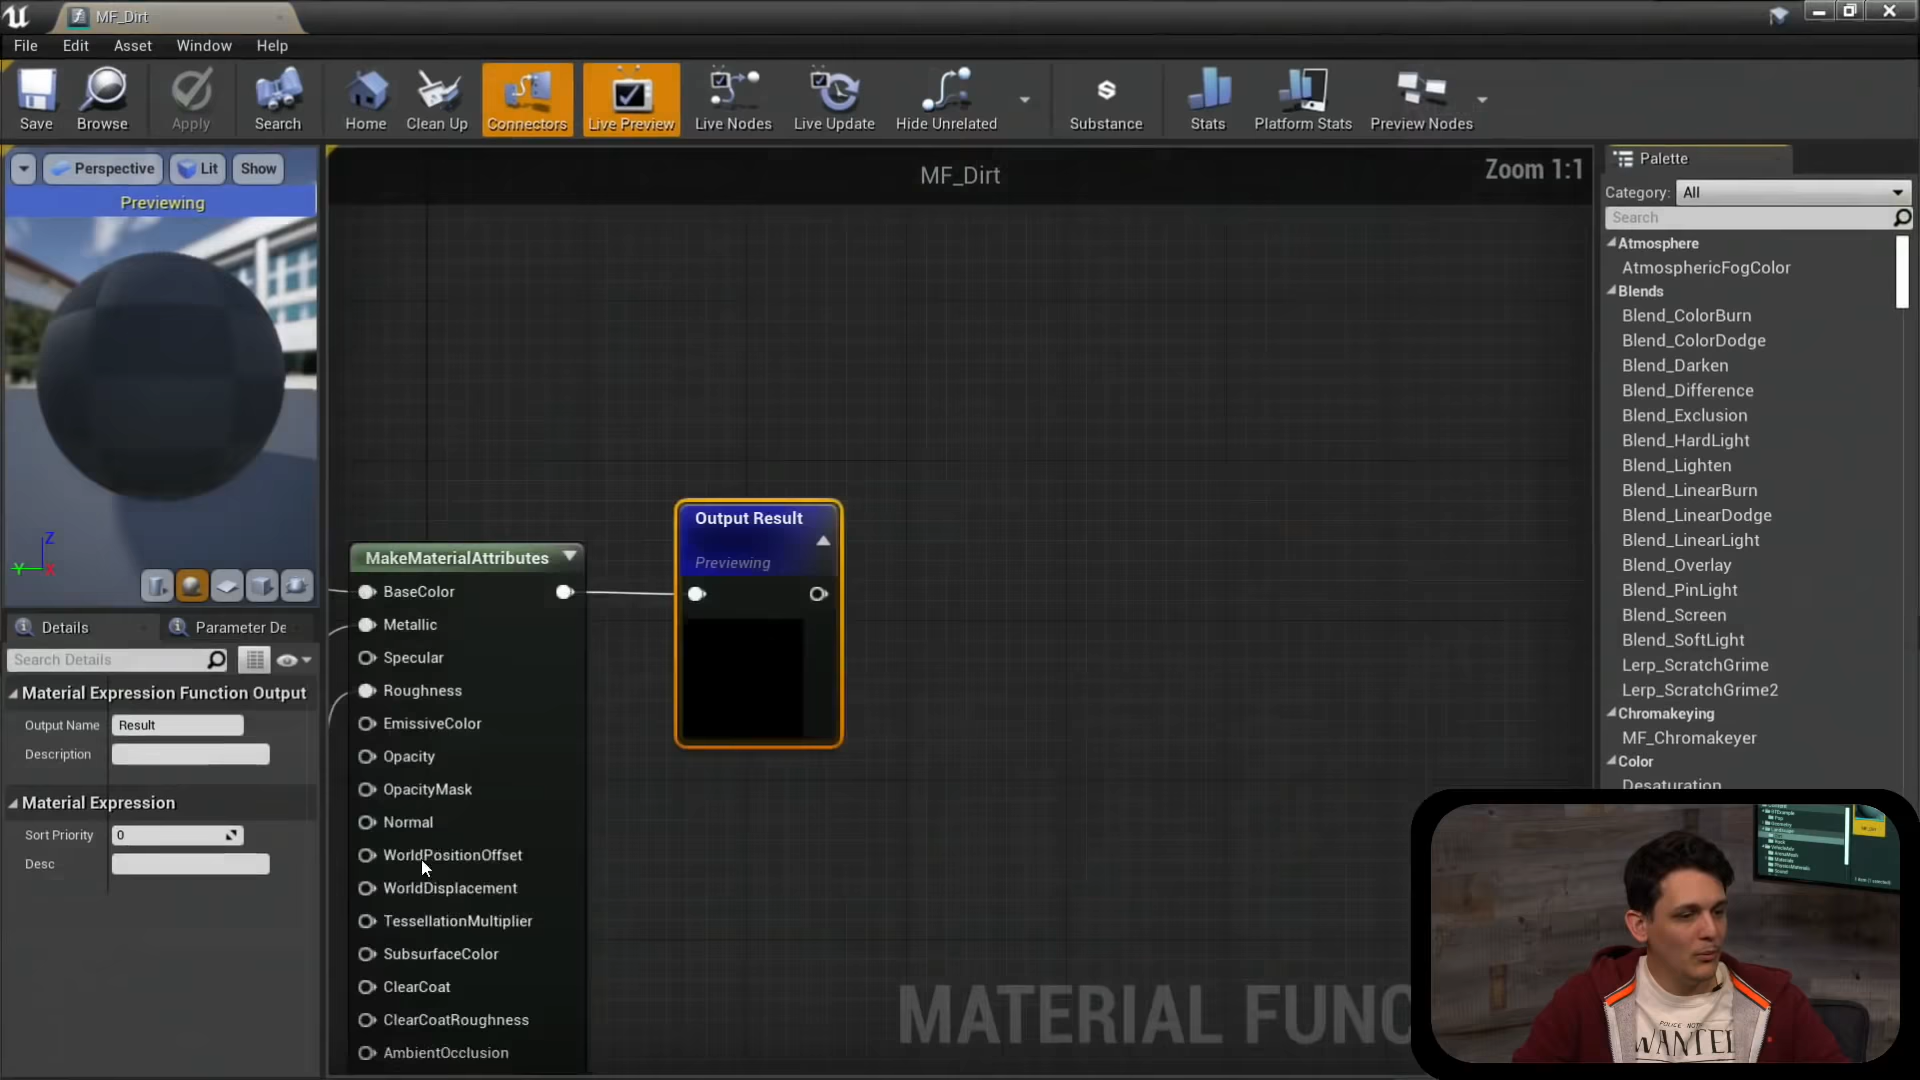 MF_Dirt
File Edit Asset Window Help
Save Browse Apply Search Home Clean Up Connectors Live Preview Live Nodes Live Update Hide Unrelated Substance Stats Platform Stats Preview Nodes
Perspective Lit Show
Previewing
MF_Dirt
Zoom 1:1
Palette
Category: All
Search
Atmosphere
AtmosphericFogColor
Blends
Blend_ColorBurn
Blend_ColorDodge
Blend_Darken
Blend_Difference
Blend_Exclusion
Blend_HardLight
Blend_Lighten
Blend_LinearBurn
Blend_LinearDodge
Blend_LinearLight
Blend_Overlay
Blend_PinLight
Blend_Screen
Blend_SoftLight
Lerp_ScratchGrime
Lerp_ScratchGrime2
Chromakeying
MF_Chromakeyer
Color
Desaturation
Z
Y X
Details Parameter De
Search Details
Material Expression Function Output
Output Name Result
Description
Material Expression
Sort Priority 0
Desc
MakeMaterialAttributes
BaseColor
Metallic
Specular
Roughness
EmissiveColor
Opacity
OpacityMask
Normal
WorldPositionOffset
WorldDisplacement
TessellationMultiplier
SubsurfaceColor
ClearCoat
ClearCoatRoughness
AmbientOcclusion
Output Result
Previewing
MATERIAL FUNC
POLICE NOT
WANTED